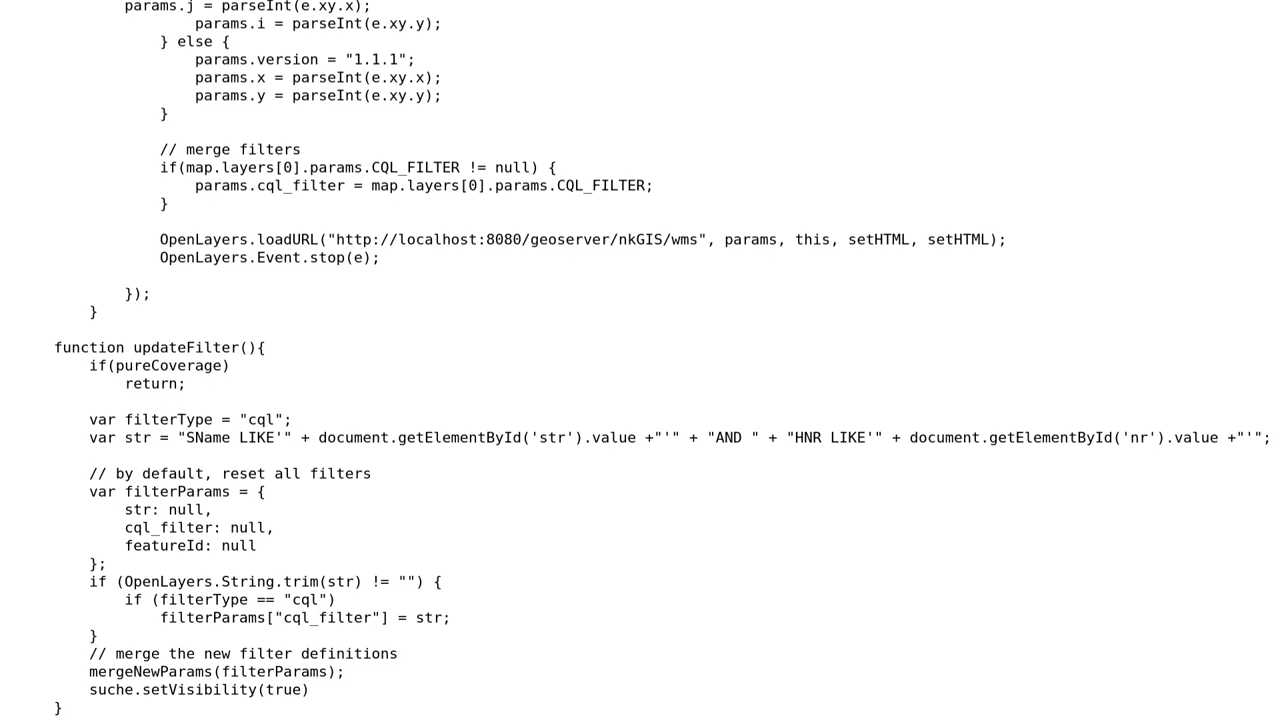 params.j = parseInt(e.xy.x);
params.i = parseInt(e.xy.y);
} else {
params.version = "1.1.1";
params.x = parseInt(e.xy.x);
params.y = parseInt(e.xy.y);
}
// merge filters
if(map.layers[0].params.CQL_FILTER != null) {
params.cql_filter = map.layers[0].params.CQL_FILTER;
}
OpenLayers.loadURL("http://localhost:8080/geoserver/nkGIS/wms", params, this, setHTML, setHTML);
OpenLayers.Event.stop(e);
});
}
function updateFilter(){
if(pureCoverage)
return;
var filterType = "cql";
var str = "SName LIKE'" + document.getElementById('str').value +"'" + "AND " + "HNR LIKE'" + document.getElementById('nr').value +"'";
// by default, reset all filters
var filterParams = {
str: null,
cql_filter: null,
featureId: null
};
if (OpenLayers.String.trim(str) != "") {
if (filterType == "cql")
filterParams["cql_filter"] = str;
}
// merge the new filter definitions
mergeNewParams(filterParams);
suche.setVisibility(true)
}